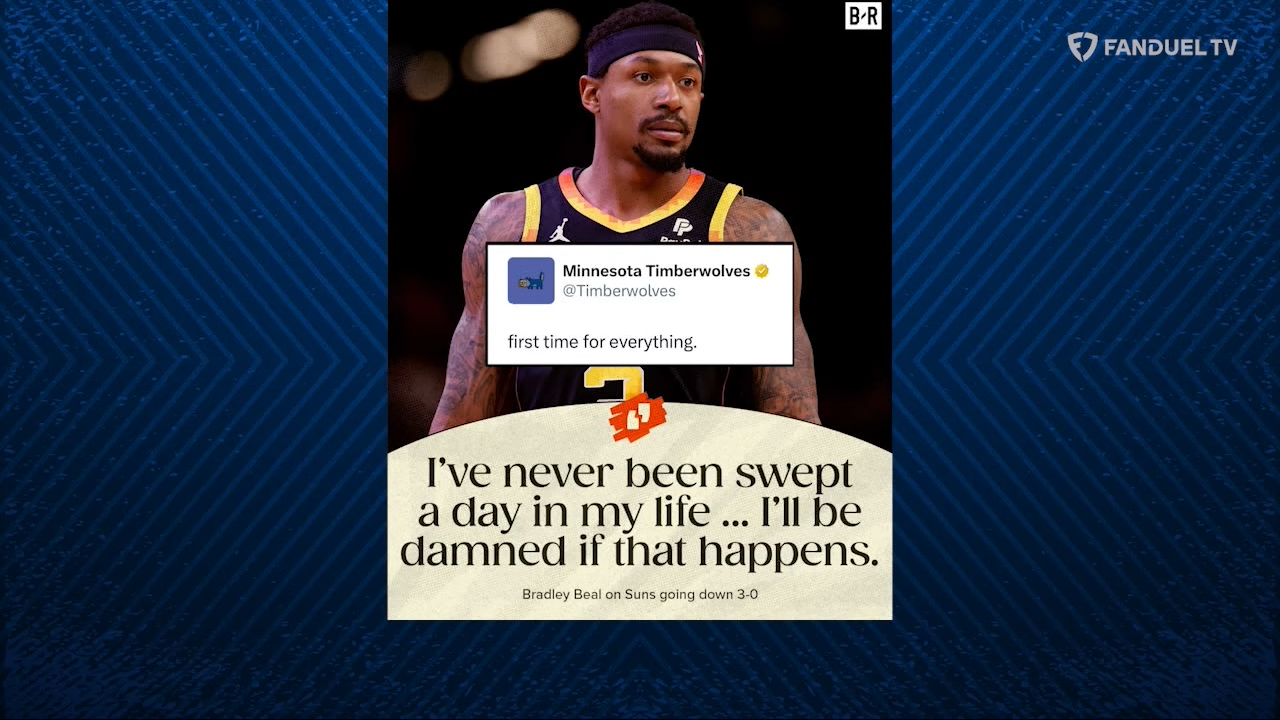 B/R
FANDUEL TV
P
Minnesota Timberwolves
@Timberwolves
first time for everything.
I've never been swept
a day in my life ... I'll be
damned if that happens.
Bradley Beal on Suns going down 3-0